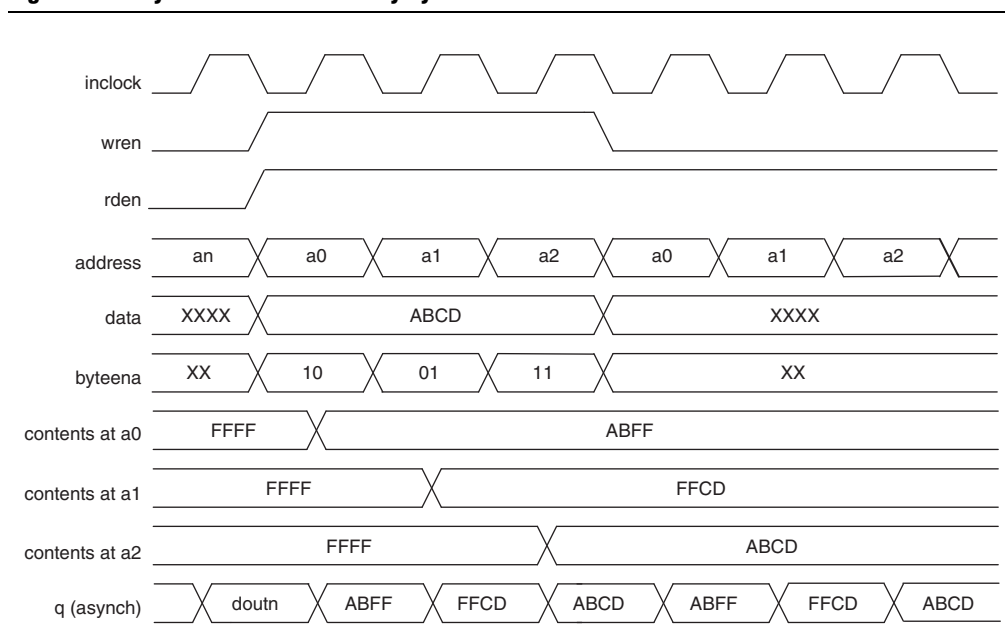 inclock
wren
rden
address an a0 a1 a2 a0 a1 a2
data XXXX ABCD XXXX
byteena XX 10 01 11 XX
contents at a0 FFFF ABFF
contents at a1 FFFF FFCD
contents at a2 FFFF ABCD
q (asynch) doutn ABFF FFCD ABCD ABFF FFCD ABCD